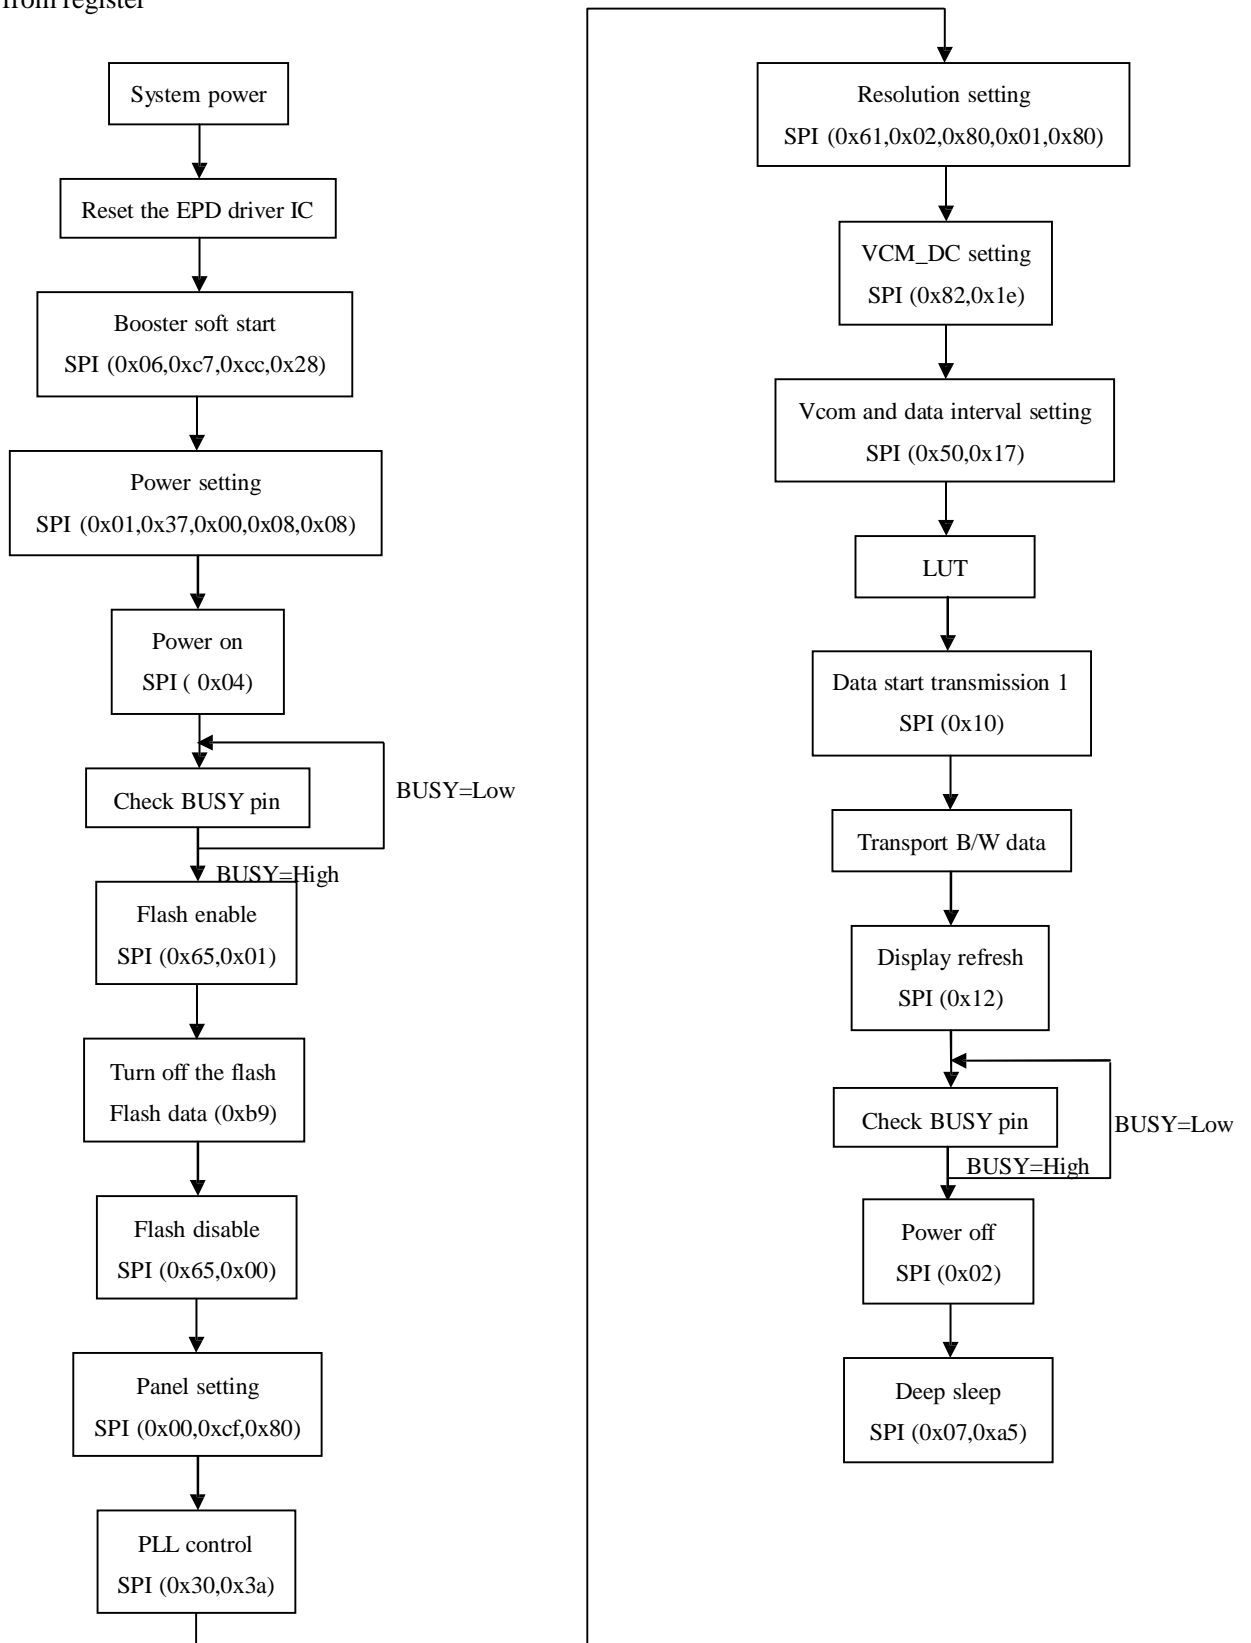 from register
System power
Reset the EPD driver IC
Booster soft start
SPI (0x06,0xc7,0xcc,0x28)
Power setting
SPI (0x01,0x37,0x00,0x08,0x08)
Power on
SPI ( 0x04)
Check BUSY pin
BUSY=Low
BUSY=High
Flash enable
SPI (0x65,0x01)
Turn off the flash
Flash data (0xb9)
Flash disable
SPI (0x65,0x00)
Panel setting
SPI (0x00,0xcf,0x80)
PLL control
SPI (0x30,0x3a)
Resolution setting
SPI (0x61,0x02,0x80,0x01,0x80)
VCM_DC setting
SPI (0x82,0x1e)
Vcom and data interval setting
SPI (0x50,0x17)
LUT
Data start transmission 1
SPI (0x10)
Transport B/W data
Display refresh
SPI (0x12)
Check BUSY pin
BUSY=Low
BUSY=High
Power off
SPI (0x02)
Deep sleep
SPI (0x07,0xa5)